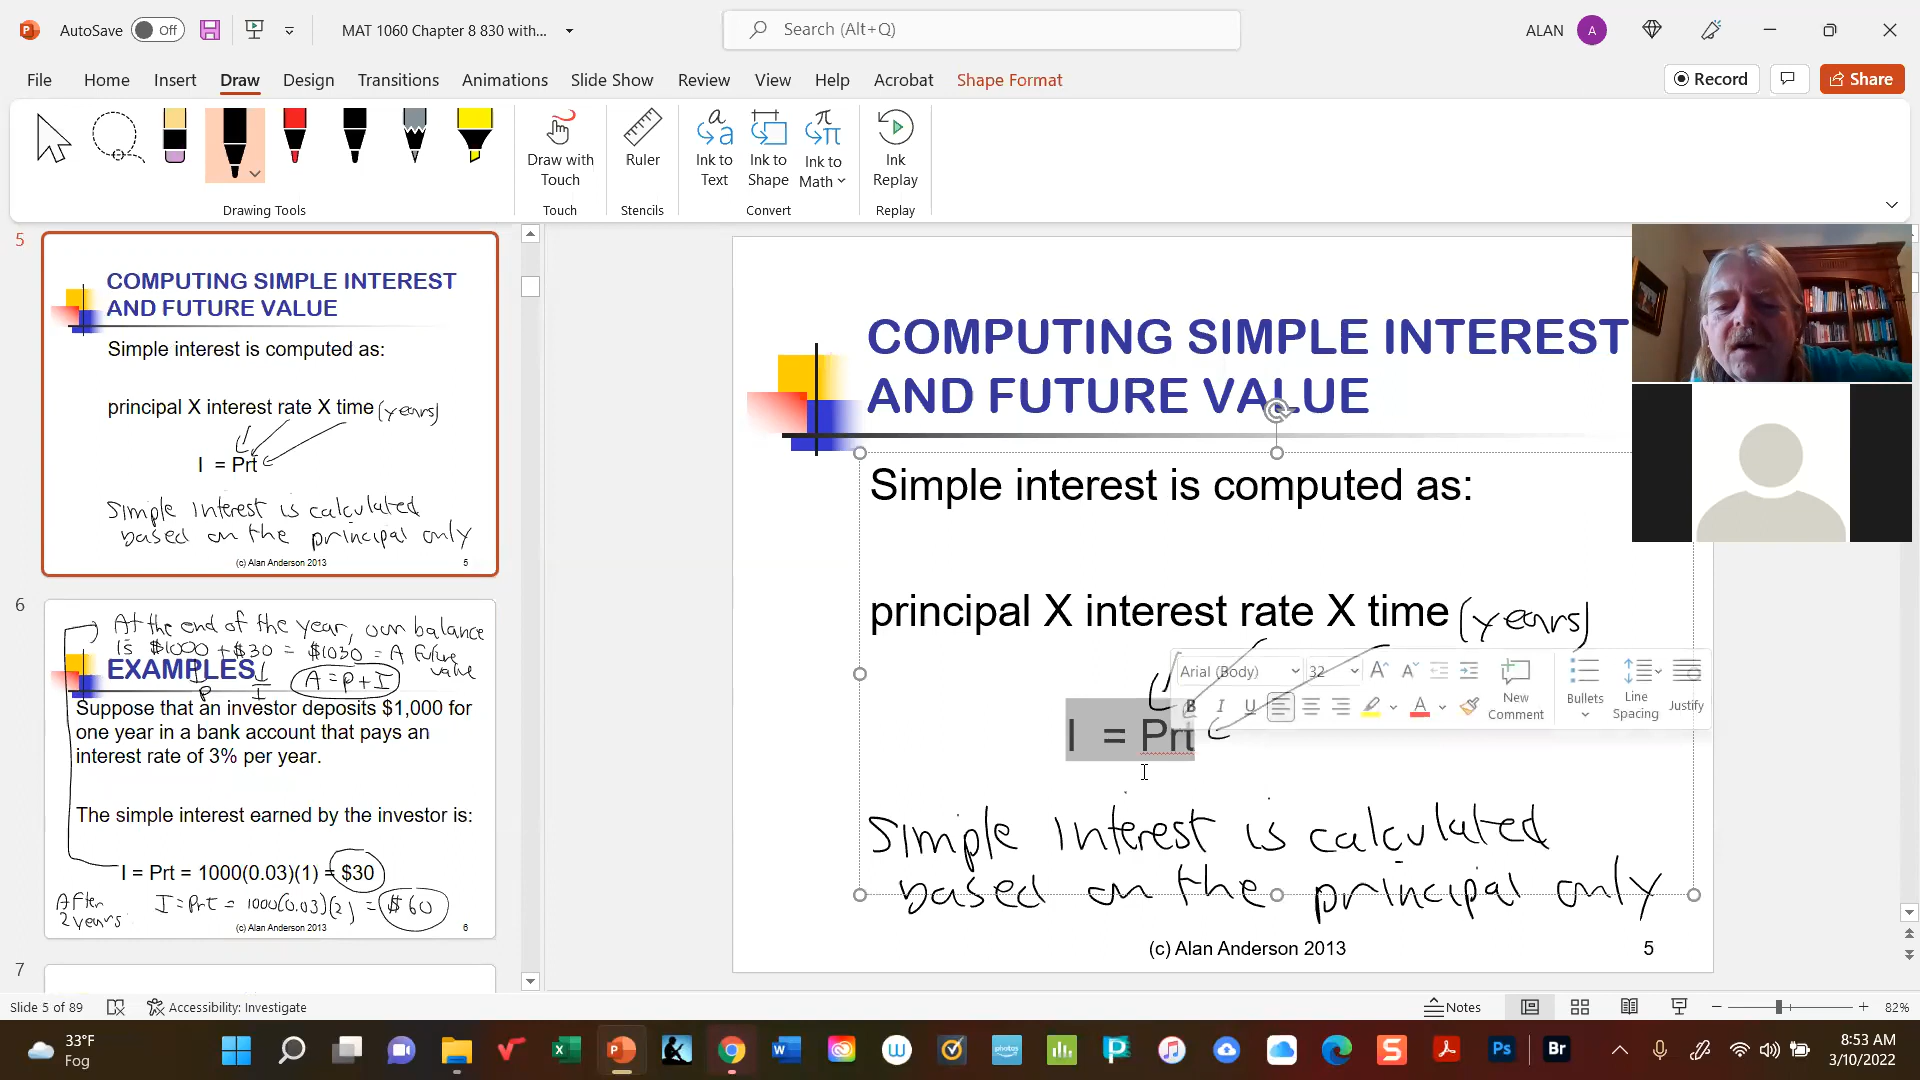 AutoSave Off
MAT 1060 Chapter 8 830 with...
Search (Alt+Q)
ALAN A
File Home Insert Draw Design Transitions Animations Slide Show Review View Help Acrobat Shape Format
Record Share
Draw with Touch
Ruler
Ink to Text
Ink to Shape
Ink to Math
Ink Replay
Drawing Tools Touch Stencils Convert Replay
5
COMPUTING SIMPLE INTEREST
AND FUTURE VALUE
Simple interest is computed as:
principal X interest rate X time (years)
I = Prt
Simple interest is calculated
based on the principal only
(c) Alan Anderson 2013 5
6
At the end of the year, our balance
is $1000 + $30 = $1030 = A future
value
EXAMPLES
P I A = P + I
Suppose that an investor deposits $1,000 for
one year in a bank account that pays an
interest rate of 3% per year.
The simple interest earned by the investor is:
I = Prt = 1000(0.03)(1) = $30
After
2 years
I = Prt = 1000(0.03)(2) = $60
(c) Alan Anderson 2013 6
7
COMPUTING SIMPLE INTEREST
AND FUTURE VALUE
Simple interest is computed as:
principal X interest rate X time (years)
Arial (Body) 32
B I U
New Comment
Bullets
Line Spacing
Justify
I = Prt
Simple interest is calculated
based on the principal only
(c) Alan Anderson 2013 5
Slide 5 of 89 Accessibility: Investigate Notes 82%
33°F
Fog
photos
Ps
Br
8:53 AM
3/10/2022